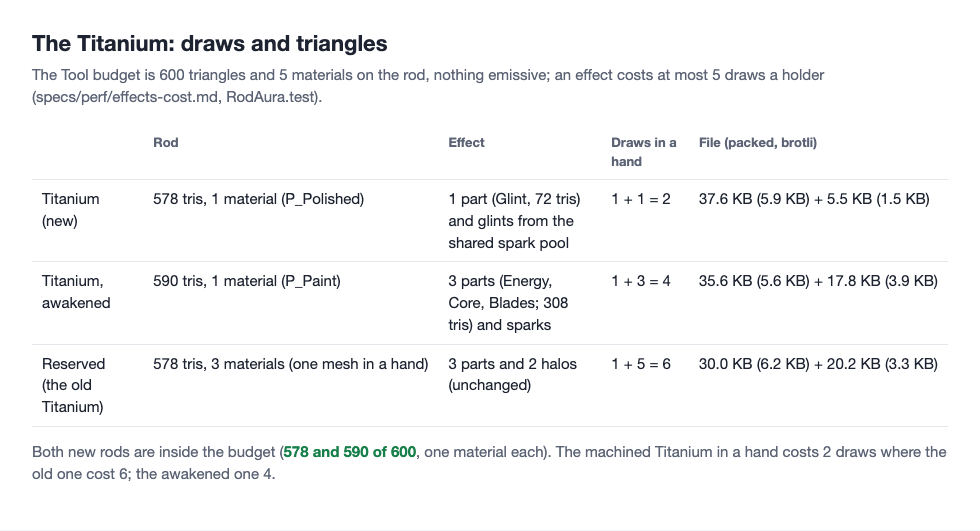 The Titanium: draws and triangles
The Tool budget is 600 triangles and 5 materials on the rod, nothing emissive; an effect costs at most 5 draws a holder
(specs/perf/effects-cost.md, RodAura.test).
Rod
Effect
Draws in a
hand
File (packed, brotli)
Titanium
(new)
578 tris, 1 material (P_Polished)
1 part (Glint, 72 tris)
and glints from the
shared spark pool
1 + 1 = 2
37.6 KB (5.9 KB) + 5.5 KB (1.5 KB)
Titanium,
awakened
590 tris, 1 material (P_Paint)
3 parts (Energy,
Core, Blades; 308
tris) and sparks
1 + 3 = 4
35.6 KB (5.6 KB) + 17.8 KB (3.9 KB)
Reserved
(the old
Titanium)
578 tris, 3 materials (one mesh in a hand)
3 parts and 2 halos
(unchanged)
1 + 5 = 6
30.0 KB (6.2 KB) + 20.2 KB (3.3 KB)
Both new rods are inside the budget (578 and 590 of 600, one material each). The machined Titanium in a hand costs 2 draws where the
old one cost 6; the awakened one 4.